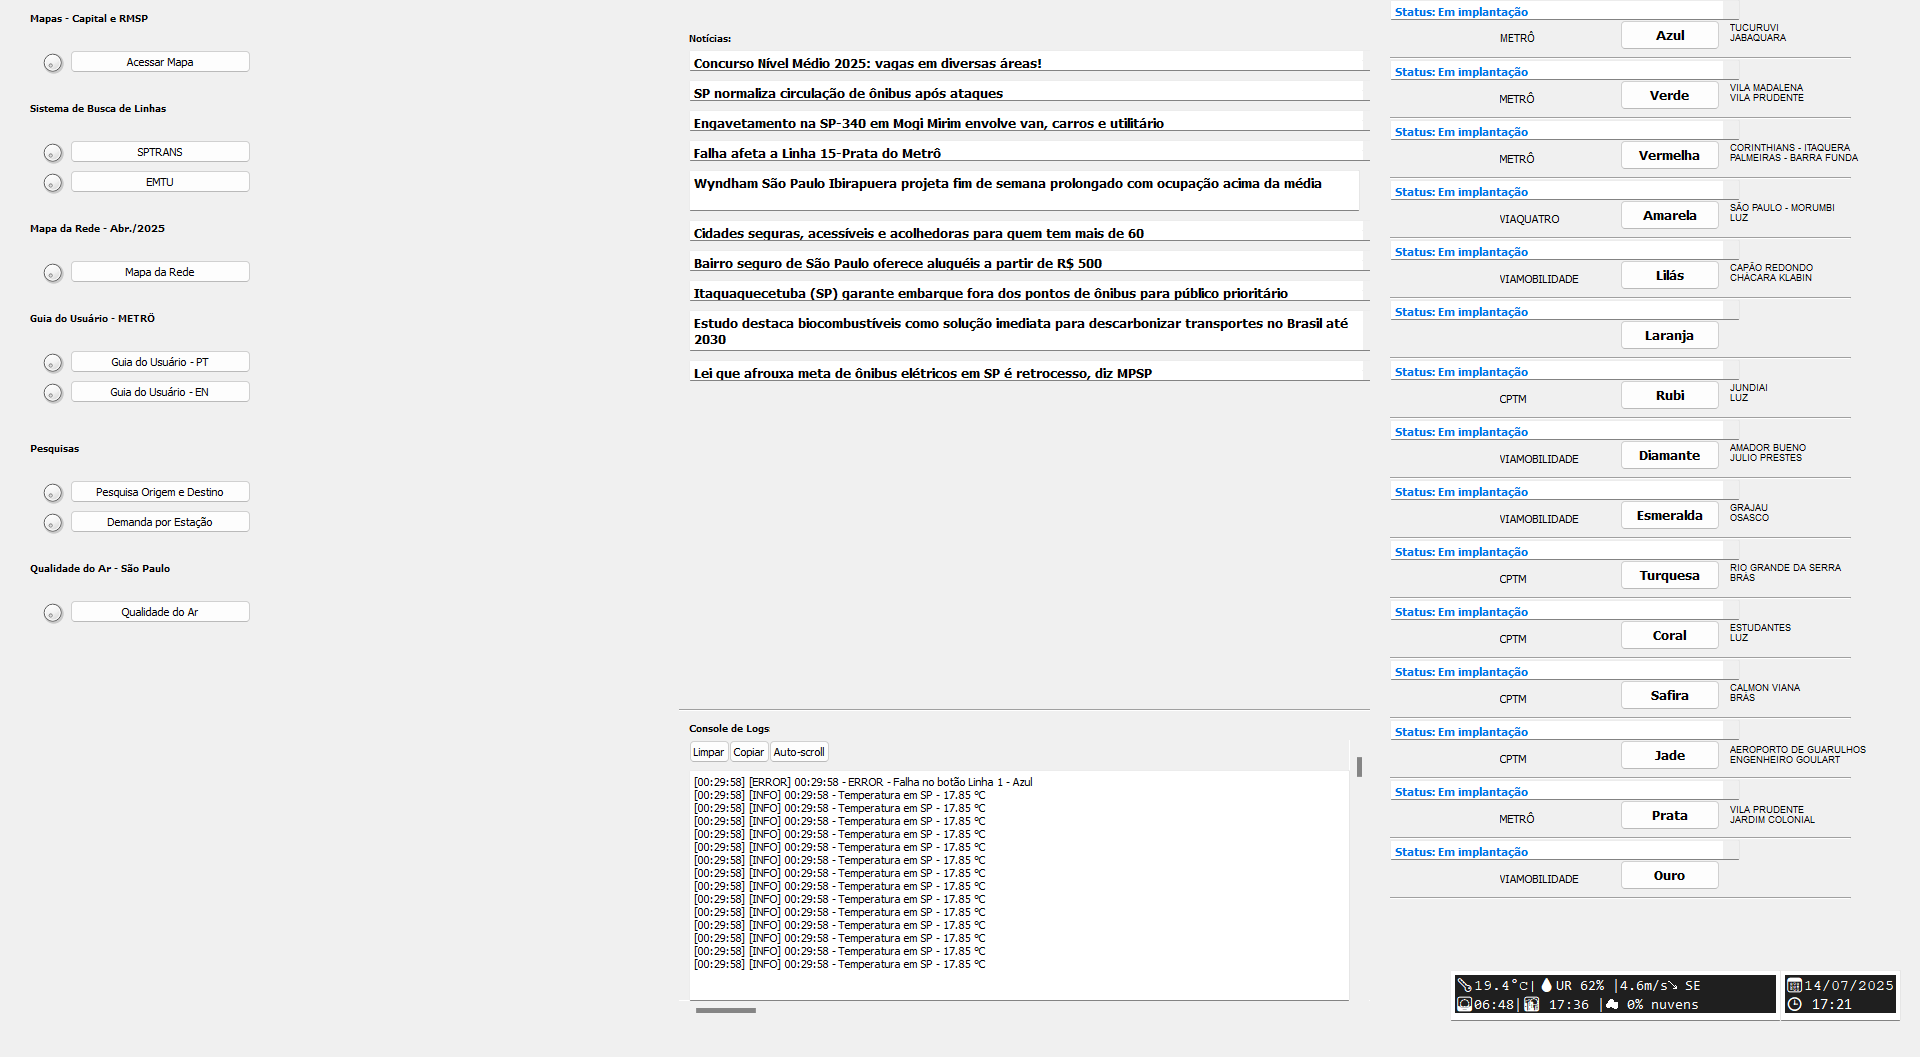 Mapas - Capital e RMSP
Acessar Mapa
Sistema de Busca de Linhas
SPTRANS
EMTU
Mapa da Rede - Abr./2025
Mapa da Rede
Guia do Usuário - METRÔ
Guia do Usuário - PT
Guia do Usuário - EN
Pesquisas
Pesquisa Origem e Destino
Demanda por Estação
Qualidade do Ar - São Paulo
Qualidade do Ar
Notícias:
Concurso Nível Médio 2025: vagas em diversas áreas!
SP normaliza circulação de ônibus após ataques
Engavetamento na SP-340 em Mogi Mirim envolve van, carros e utilitário
Falha afeta a Linha 15-Prata do Metrô
Wyndham São Paulo Ibirapuera projeta fim de semana prolongado com ocupação acima da média
Cidades seguras, acessíveis e acolhedoras para quem tem mais de 60
Bairro seguro de São Paulo oferece aluguéis a partir de R$ 500
Itaquaquecetuba (SP) garante embarque fora dos pontos de ônibus para público prioritário
Estudo destaca biocombustíveis como solução imediata para descarbonizar transportes no Brasil até
2030
Lei que afrouxa meta de ônibus elétricos em SP é retrocesso, diz MPSP
Console de Logs
Limpar Copiar Auto-scroll
[00:29:58] [ERROR] 00:29:58 - ERROR - Falha no botão Linha 1 - Azul
[00:29:58] [INFO] 00:29:58 - Temperatura em SP - 17.85 ºC
[00:29:58] [INFO] 00:29:58 - Temperatura em SP - 17.85 ºC
[00:29:58] [INFO] 00:29:58 - Temperatura em SP - 17.85 ºC
[00:29:58] [INFO] 00:29:58 - Temperatura em SP - 17.85 ºC
[00:29:58] [INFO] 00:29:58 - Temperatura em SP - 17.85 ºC
[00:29:58] [INFO] 00:29:58 - Temperatura em SP - 17.85 ºC
[00:29:58] [INFO] 00:29:58 - Temperatura em SP - 17.85 ºC
[00:29:58] [INFO] 00:29:58 - Temperatura em SP - 17.85 ºC
[00:29:58] [INFO] 00:29:58 - Temperatura em SP - 17.85 ºC
[00:29:58] [INFO] 00:29:58 - Temperatura em SP - 17.85 ºC
[00:29:58] [INFO] 00:29:58 - Temperatura em SP - 17.85 ºC
[00:29:58] [INFO] 00:29:58 - Temperatura em SP - 17.85 ºC
[00:29:58] [INFO] 00:29:58 - Temperatura em SP - 17.85 ºC
[00:29:58] [INFO] 00:29:58 - Temperatura em SP - 17.85 ºC
Status: Em implantação
METRÔ Azul TUCURUVI
JABAQUARA
Status: Em implantação
METRÔ Verde VILA MADALENA
VILA PRUDENTE
Status: Em implantação
METRÔ Vermelha CORINTHIANS - ITAQUERA
PALMEIRAS - BARRA FUNDA
Status: Em implantação
VIAQUATRO Amarela SÃO PAULO - MORUMBI
LUZ
Status: Em implantação
VIAMOBILIDADE Lilás CAPÃO REDONDO
CHÁCARA KLABIN
Status: Em implantação
Laranja
Status: Em implantação
CPTM Rubi JUNDIAI
LUZ
Status: Em implantação
VIAMOBILIDADE Diamante AMADOR BUENO
JULIO PRESTES
Status: Em implantação
VIAMOBILIDADE Esmeralda GRAJAU
OSASCO
Status: Em implantação
CPTM Turquesa RIO GRANDE DA SERRA
BRÁS
Status: Em implantação
CPTM Coral ESTUDANTES
LUZ
Status: Em implantação
CPTM Safira CALMON VIANA
BRÁS
Status: Em implantação
CPTM Jade AEROPORTO DE GUARULHOS
ENGENHEIRO GOULART
Status: Em implantação
METRÔ Prata VILA PRUDENTE
JARDIM COLONIAL
Status: Em implantação
VIAMOBILIDADE Ouro
19.4°C| UR 62% |4.6m/s↘ SE
06:48| 17:36 | 0% nuvens
14/07/2025
17:21